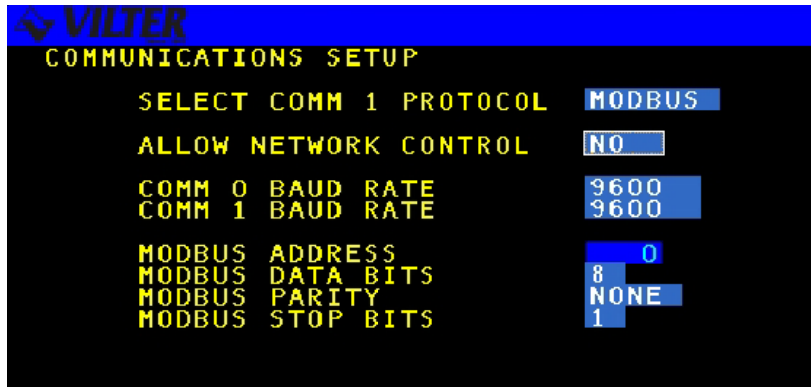 VILTER
COMMUNICATIONS SETUP
SELECT COMM 1 PROTOCOL MODBUS
ALLOW NETWORK CONTROL NO
COMM 0 BAUD RATE 9600
COMM 1 BAUD RATE 9600
MODBUS ADDRESS 0
MODBUS DATA BITS 8
MODBUS PARITY NONE
MODBUS STOP BITS 1